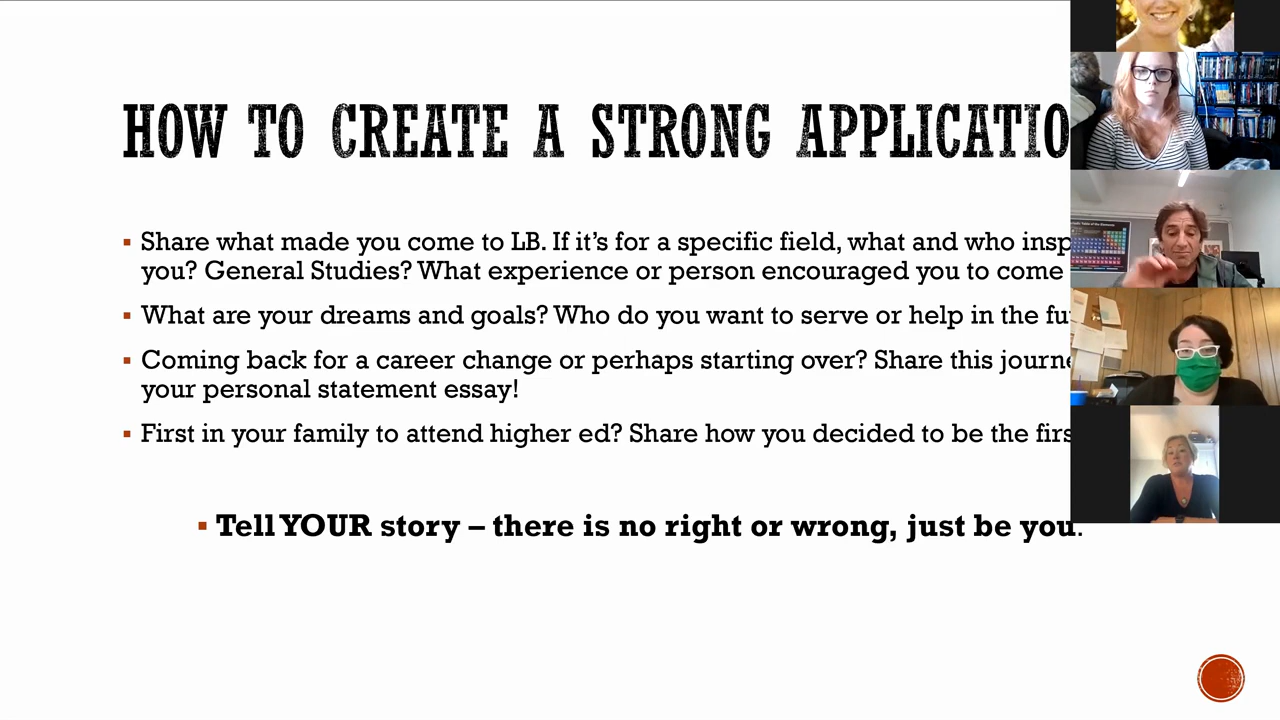 HOW TO CREATE A STRONG APPLICATIO
▪ Share what made you come to LB. If it's for a specific field, what and who insp
you? General Studies? What experience or person encouraged you to come
▪ What are your dreams and goals? Who do you want to serve or help in the fu
▪ Coming back for a career change or perhaps starting over? Share this journe
your personal statement essay!
▪ First in your family to attend higher ed? Share how you decided to be the firs
▪ Tell YOUR story – there is no right or wrong, just be you.